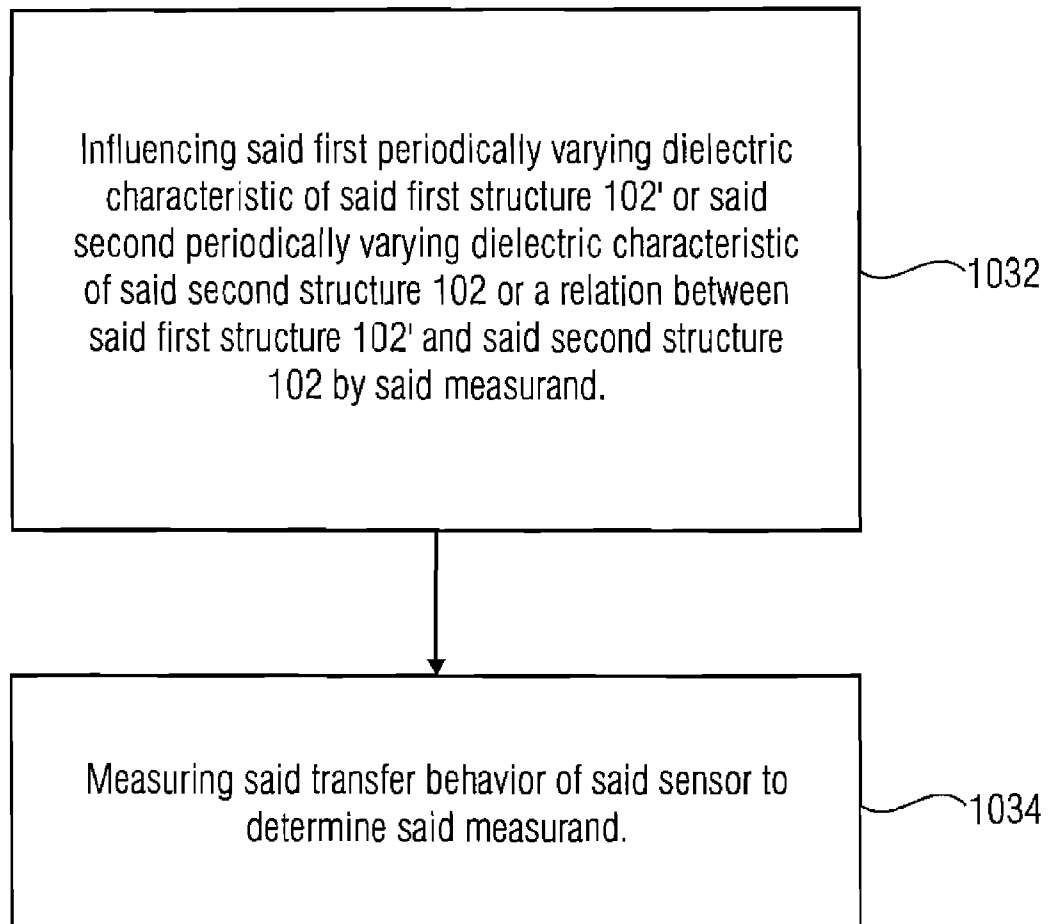 Influencing said first periodically varying dielectric
characteristic of said first structure 102' or said
second periodically varying dielectric characteristic
of said second structure 102 or a relation between
said first structure 102' and said second structure
102 by said measurand.
1032
Measuring said transfer behavior of said sensor to
determine said measurand.
1034